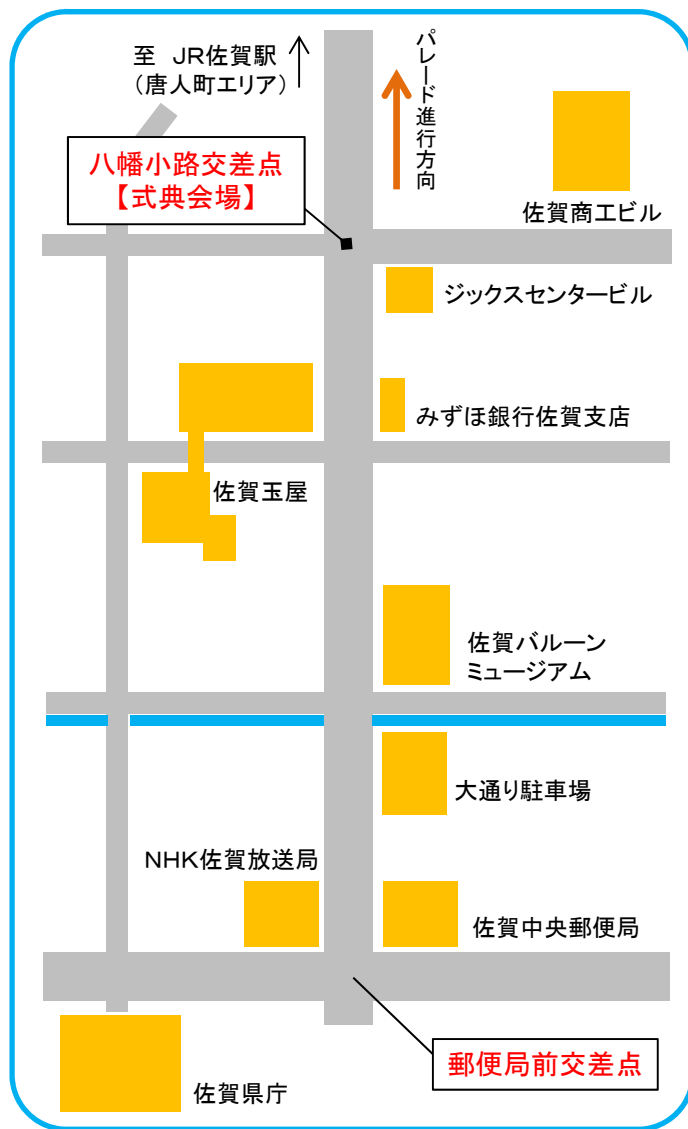 至　JR佐賀駅
（唐人町エリア）
パレード進行方向
八幡小路交差点
【式典会場】
佐賀商工ビル
ジックスセンタービル
みずほ銀行佐賀支店
佐賀玉屋
佐賀バルーン
ミュージアム
大通り駐車場
NHK佐賀放送局
佐賀中央郵便局
郵便局前交差点
佐賀県庁